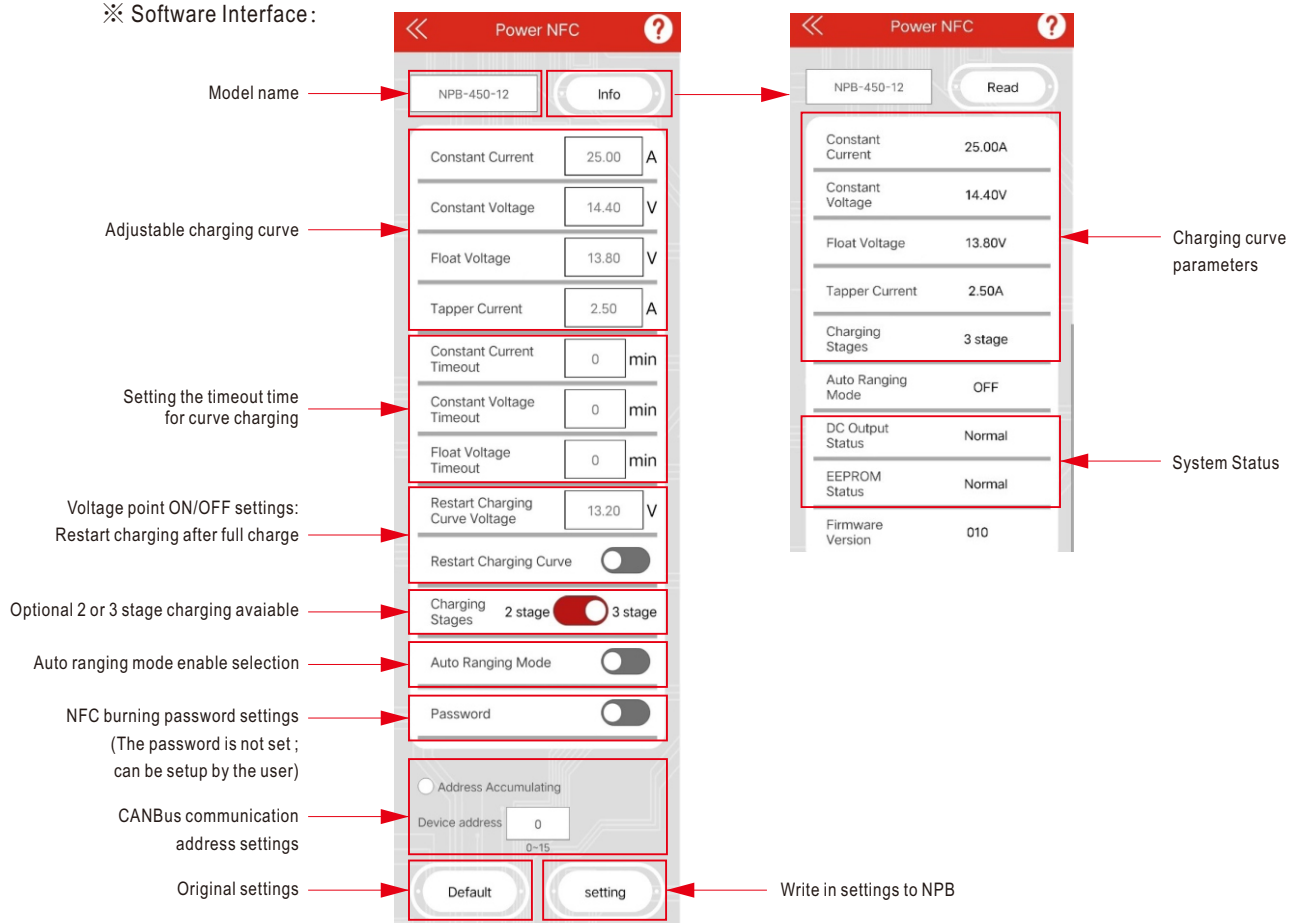 ※ Software Interface:
Model name
Adjustable charging curve
Setting the timeout time
for curve charging
Voltage point ON/OFF settings:
Restart charging after full charge
Optional 2 or 3 stage charging avaiable
Auto ranging mode enable selection
NFC burning password settings
(The password is not set ;
can be setup by the user)
CANBus communication
address settings
Original settings
Power NFC ?
NPB-450-12 Info
Constant Current 25.00 A
Constant Voltage 14.40 V
Float Voltage 13.80 V
Tapper Current 2.50 A
Constant Current
Timeout 0 min
Constant Voltage
Timeout 0 min
Float Voltage
Timeout 0 min
Restart Charging
Curve Voltage 13.20 V
Restart Charging Curve
Charging
Stages 2 stage 3 stage
Auto Ranging Mode
Password
Address Accumulating
Device address 0
0~15
Default setting
Write in settings to NPB
Power NFC ?
NPB-450-12 Read
Constant
Current 25.00A
Constant
Voltage 14.40V
Float Voltage 13.80V
Tapper Current 2.50A
Charging
Stages 3 stage
Auto Ranging
Mode OFF
DC Output
Status Normal
EEPROM
Status Normal
Firmware
Version 010
Charging curve
parameters
System Status